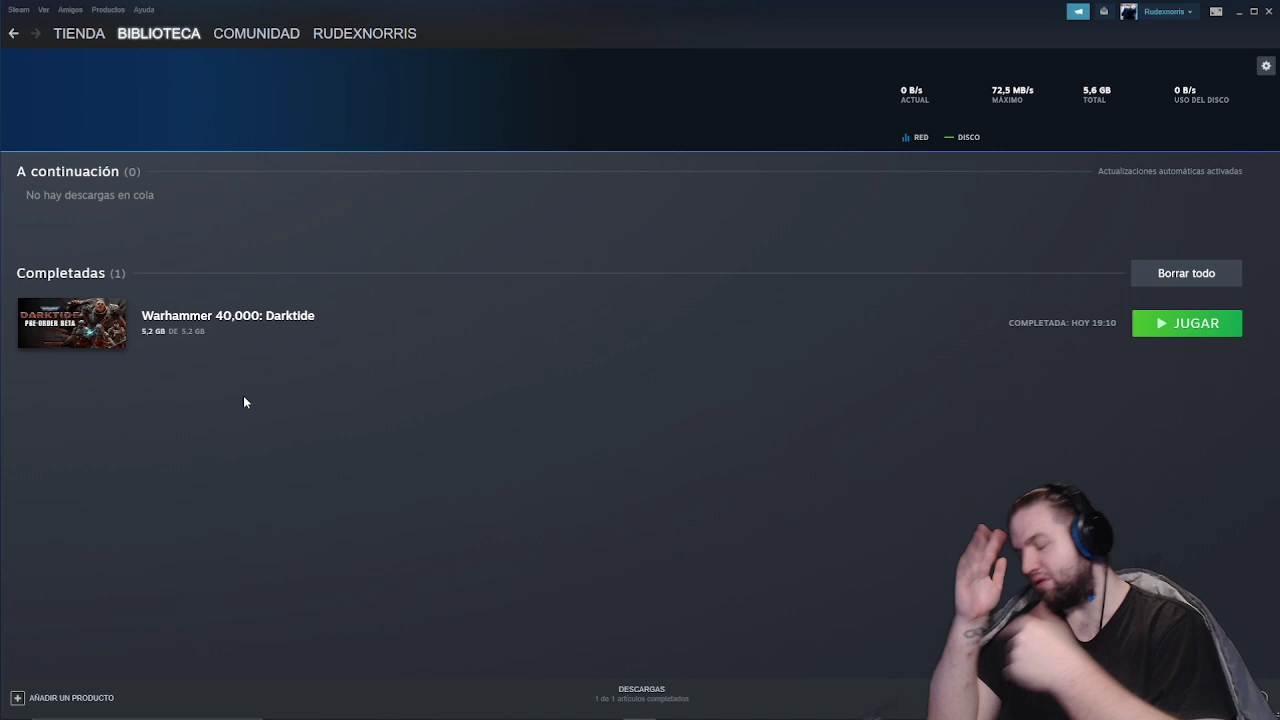 Steam Ver Amigos Productos Ayuda
Rudexnorris
TIENDA BIBLIOTECA COMUNIDAD RUDEXNORRIS
0 B/s 72,5 MB/s 5,6 GB 0 B/s
ACTUAL MÁXIMO TOTAL USO DEL DISCO
RED DISCO
A continuación (0) Actualizaciones automáticas activadas
No hay descargas en cola
Completadas (1) Borrar todo
DARKTIDE
PRE-ORDER BETA
Warhammer 40,000: Darktide
5,2 GB DE 5,2 GB
COMPLETADA: HOY 19:10 JUGAR
AÑADIR UN PRODUCTO
DESCARGAS
1 de 1 artículos completados